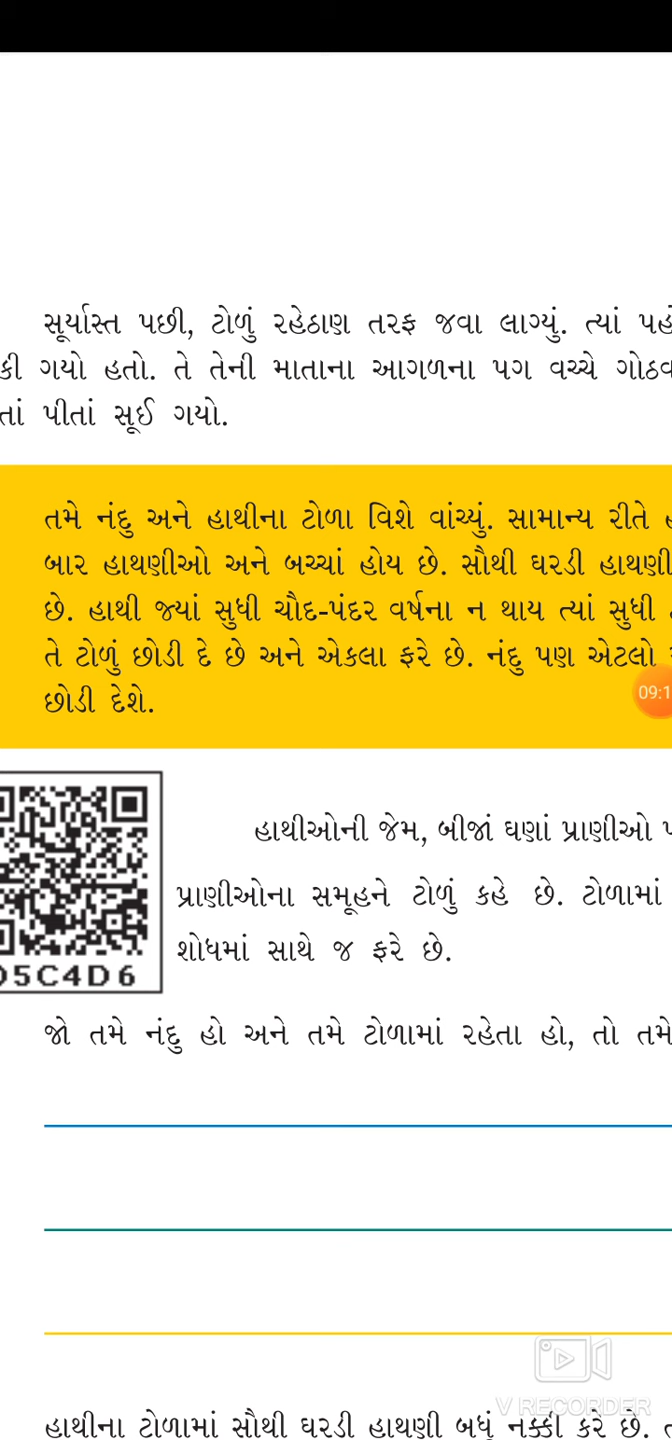 સૂર્યાસ્ત પછી, ટોળું રહેઠાણ તરફ જવા લાગ્યું. ત્યાં
ગયો હતો. તે તેની માતાના આગળના પગ વચ્ચે
પીતાં સૂઈ ગયો.
તમે નંદુ અને હાથીના ટોળા વિશે વાંચ્યું. સામાન્ય રીતે
બાર હાથણીઓ અને બચ્ચાં હોય છે. સૌથી ઘરડી હાથણી
છે. હાથી જ્યાં સુધી ચૌદ-પંદર વર્ષના ન થાય ત્યાં સુધી
તે ટોળું છોડી દે છે અને એકલા ફરે છે. નંદુ પણ એટલો
09:1
છોડી દેશે.
હાથીઓની જેમ, બીજાં ઘણાં પ્રાણીઓ
પ્રાણીઓના સમૂહને ટોળું કહે છે. ટોળામાં
શોધમાં સાથે જ ફરે છે.
5C4D6
જો તમે નંદુ હો અને તમે ટોળામાં રહેતા હો, તો તમે
હાથીના ટોળામાં સૌથી ઘરડી હાથણી બધું નક્કી કરે છે.
V RECORDER